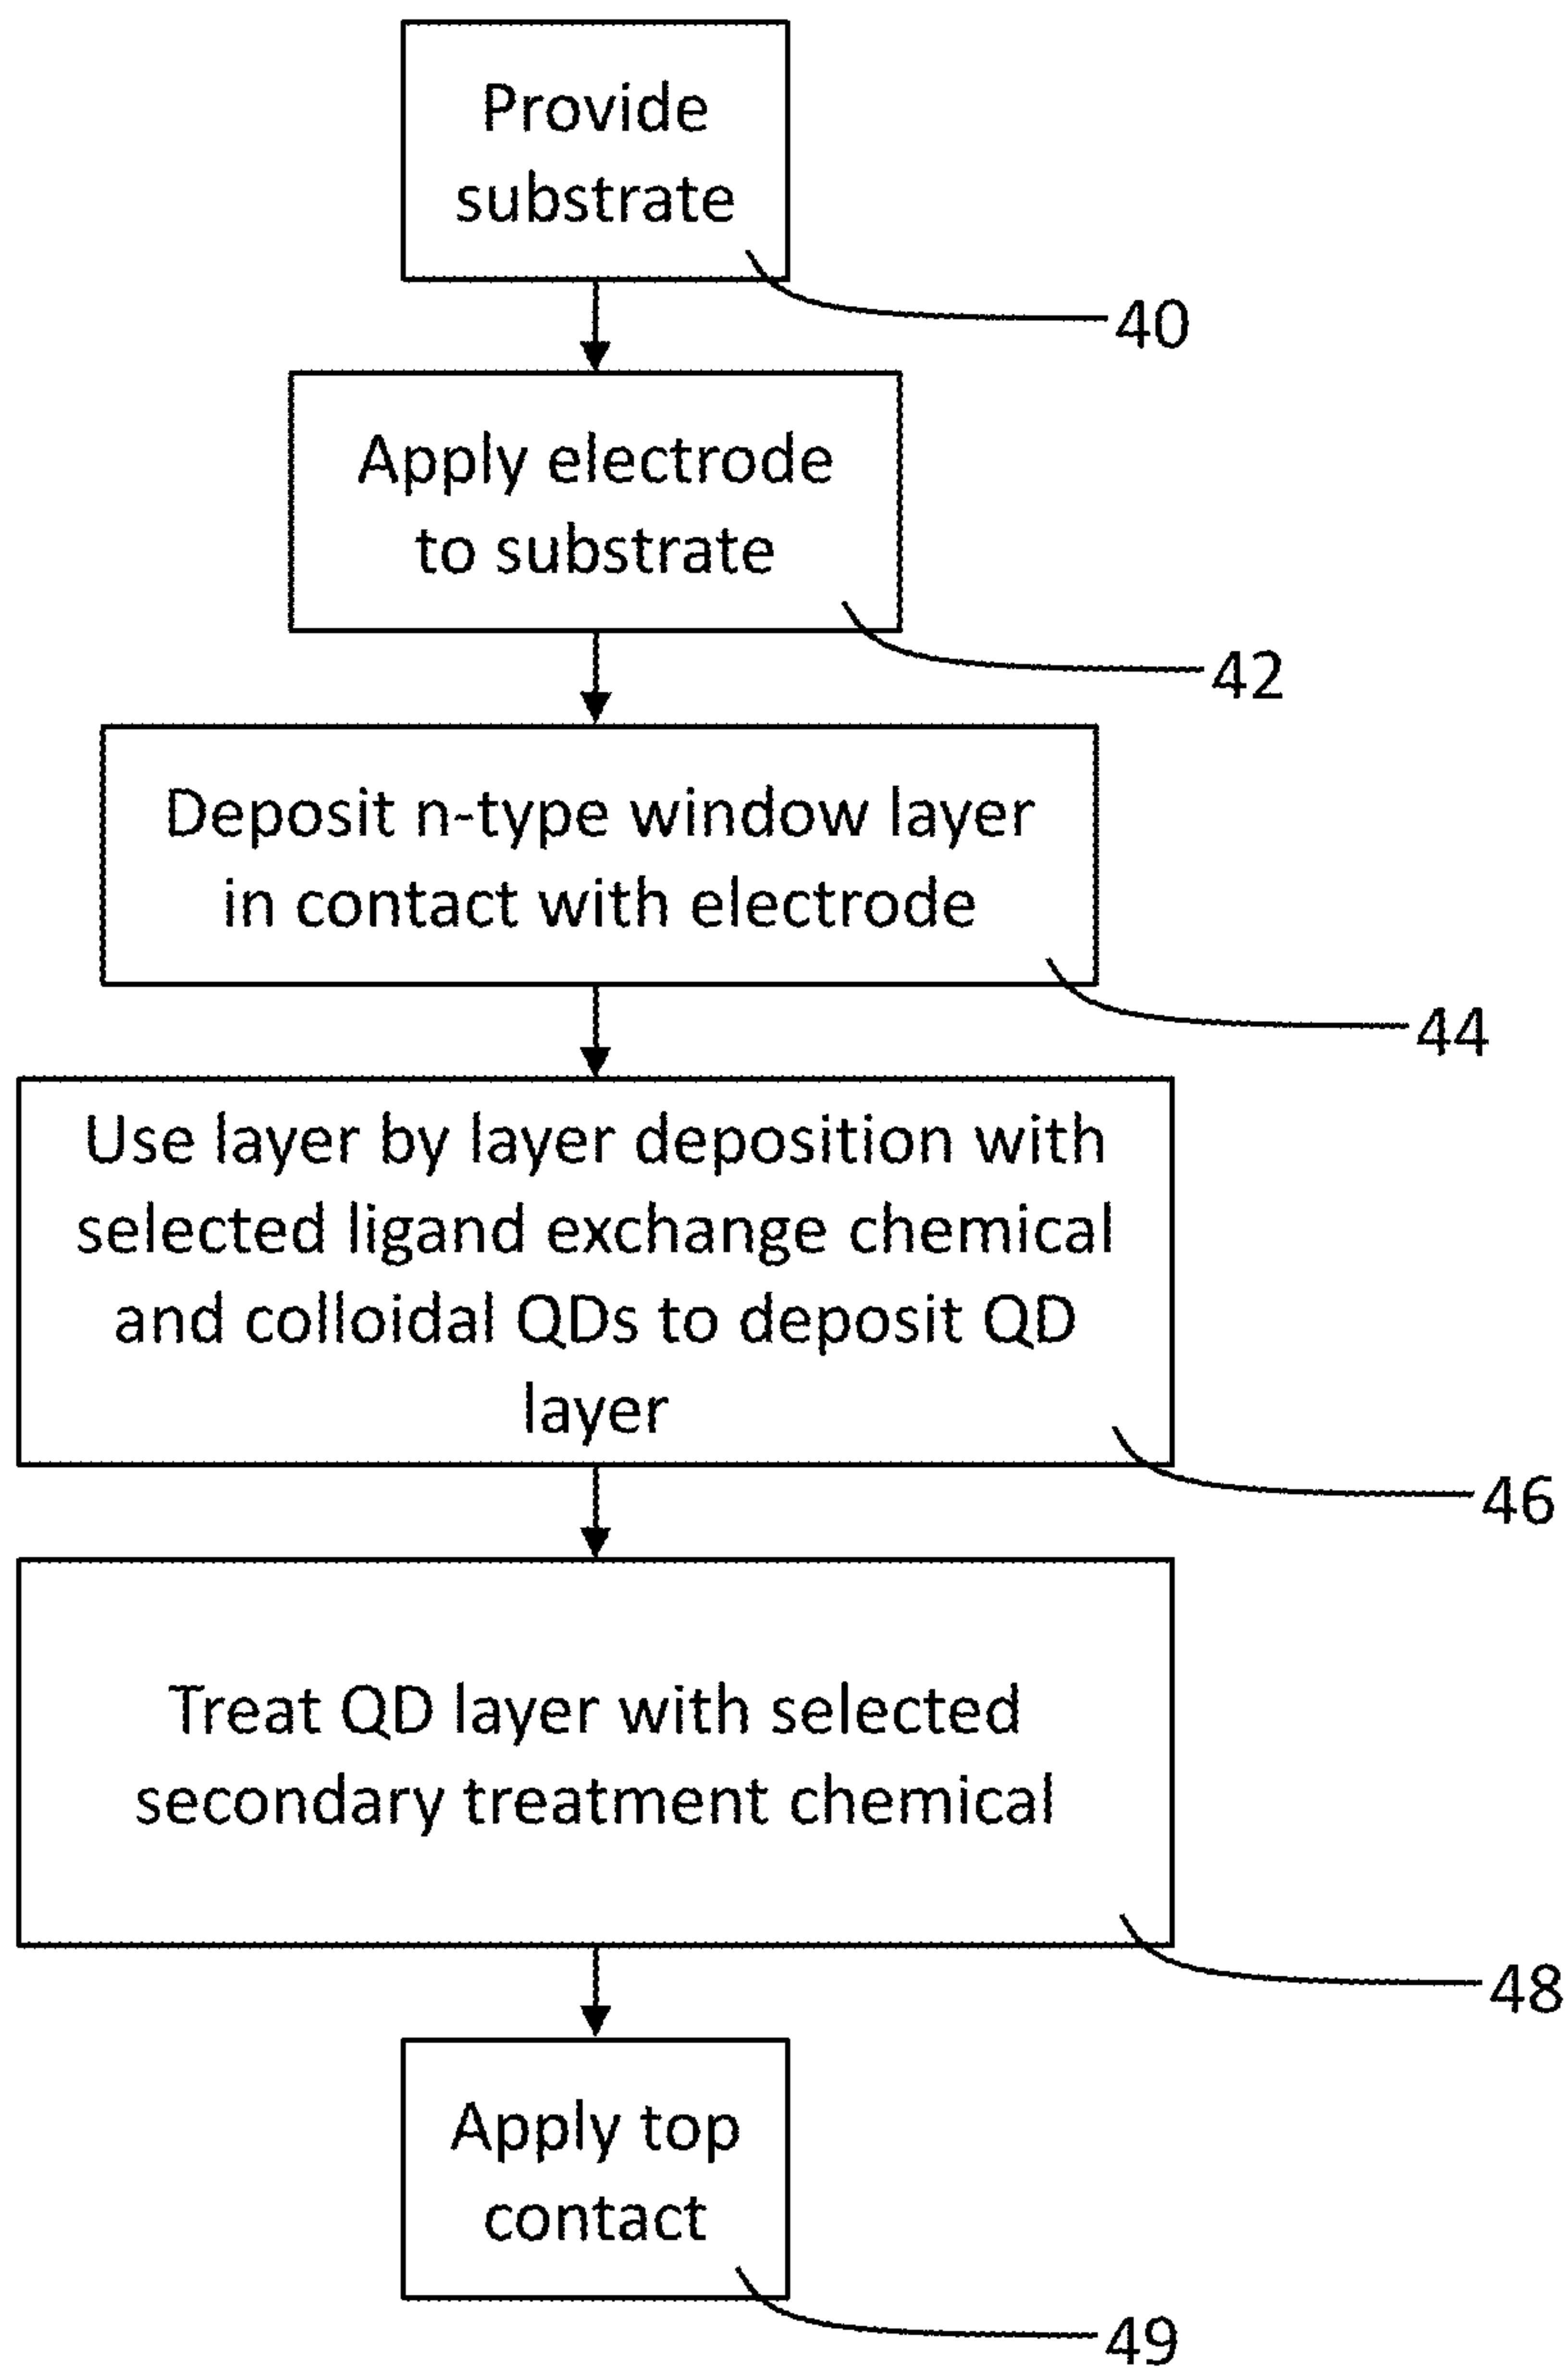 Provide
substrate
40
Apply electrode
to substrate
42
Deposit n-type window layer
in contact with electrode
44
Use layer by layer deposition with
selected ligand exchange chemical
and colloidal QDs to deposit QD
layer
46
Treat QD layer with selected
secondary treatment chemical
48
Apply top
contact
49